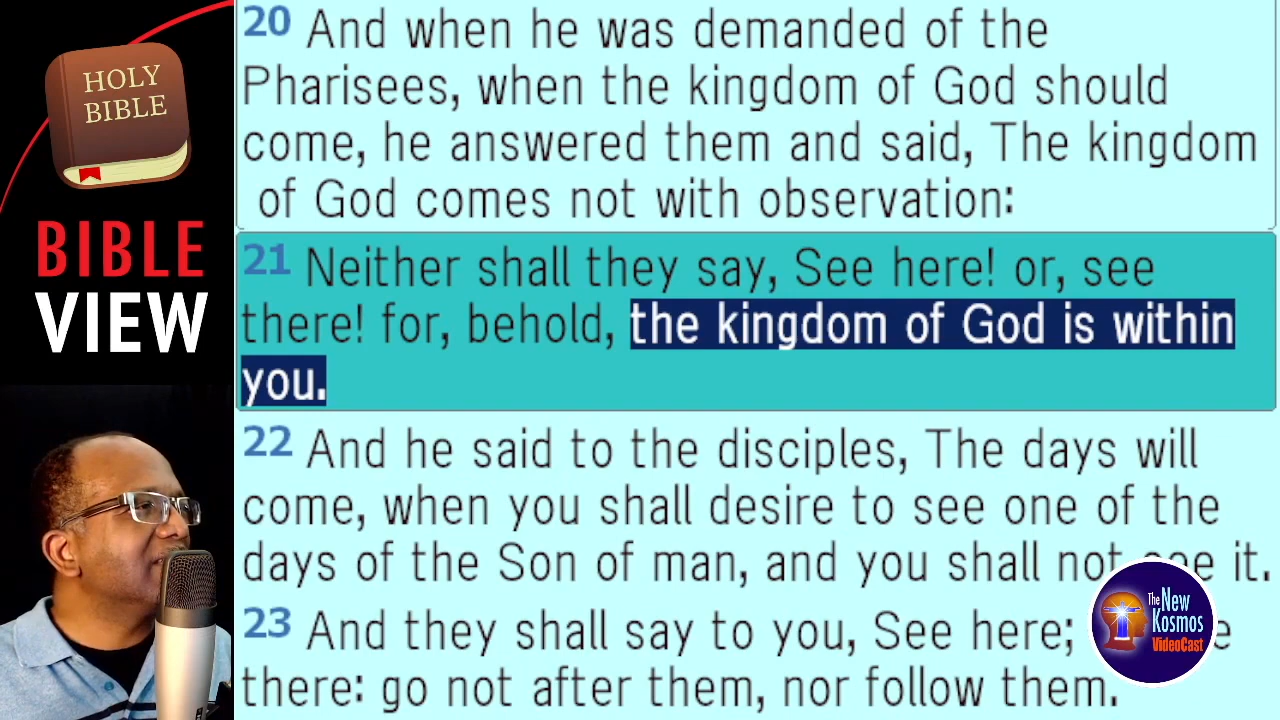 HOLY
BIBLE
BIBLE
VIEW
20 And when he was demanded of the
Pharisees, when the kingdom of God should
come, he answered them and said, The kingdom
of God comes not with observation:
21 Neither shall they say, See here! or, see
there! for, behold, the kingdom of God is within
you.
22 And he said to the disciples, The days will
come, when you shall desire to see one of the
days of the Son of man, and you shall not see it.
23 And they shall say to you, See here;
there: go not after them, nor follow them.
The New
Kosmos
VideoCast